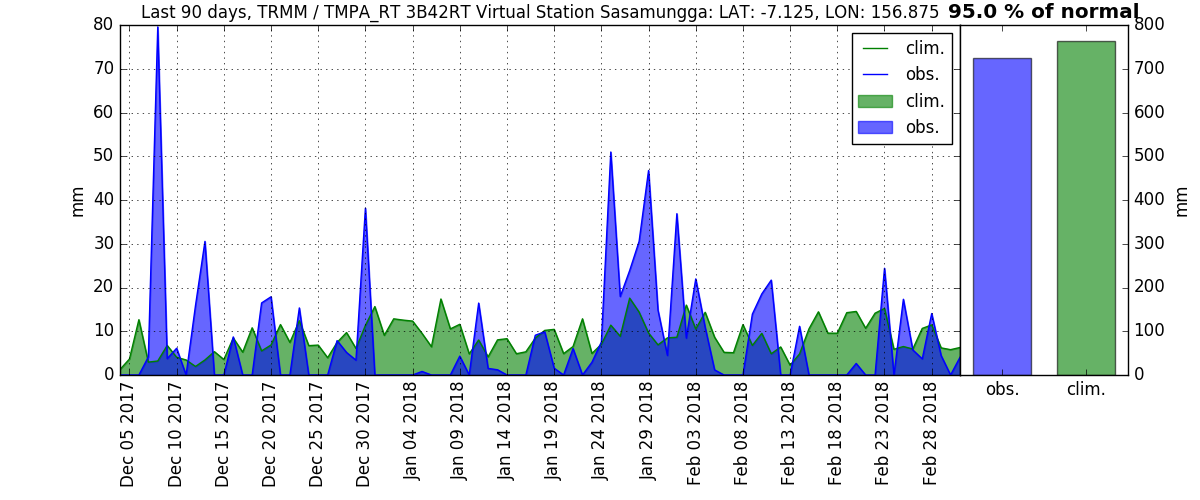 Last 90 days, TRMM / TMPA_RT 3B42RT Virtual Station Sasamungga: LAT: -7.125, LON: 156.875
95.0 % of normal
clim.
obs.
clim.
obs.
mm
80
70
60
50
40
30
20
10
0
Dec 05 2017
Dec 10 2017
Dec 15 2017
Dec 20 2017
Dec 25 2017
Dec 30 2017
Jan 04 2018
Jan 09 2018
Jan 14 2018
Jan 19 2018
Jan 24 2018
Jan 29 2018
Feb 03 2018
Feb 08 2018
Feb 13 2018
Feb 18 2018
Feb 23 2018
Feb 28 2018
800
700
600
500
400
300
200
100
0
mm
obs.
clim.